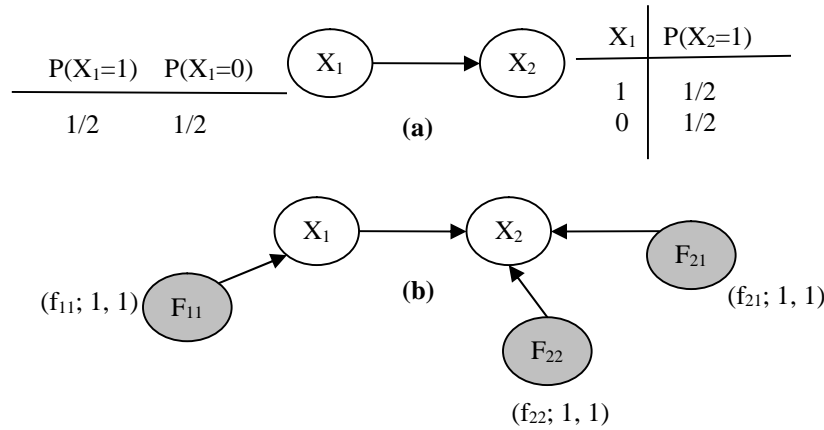 P(X₁=1) P(X₁=0)
1/2 1/2
X₁
X₂
(a)
X₁ P(X₂=1)
1 1/2
0 1/2
X₁
X₂
F₁₁
(f₁₁; 1, 1)
(b)
F₂₁
(f₂₁; 1, 1)
F₂₂
(f₂₂; 1, 1)